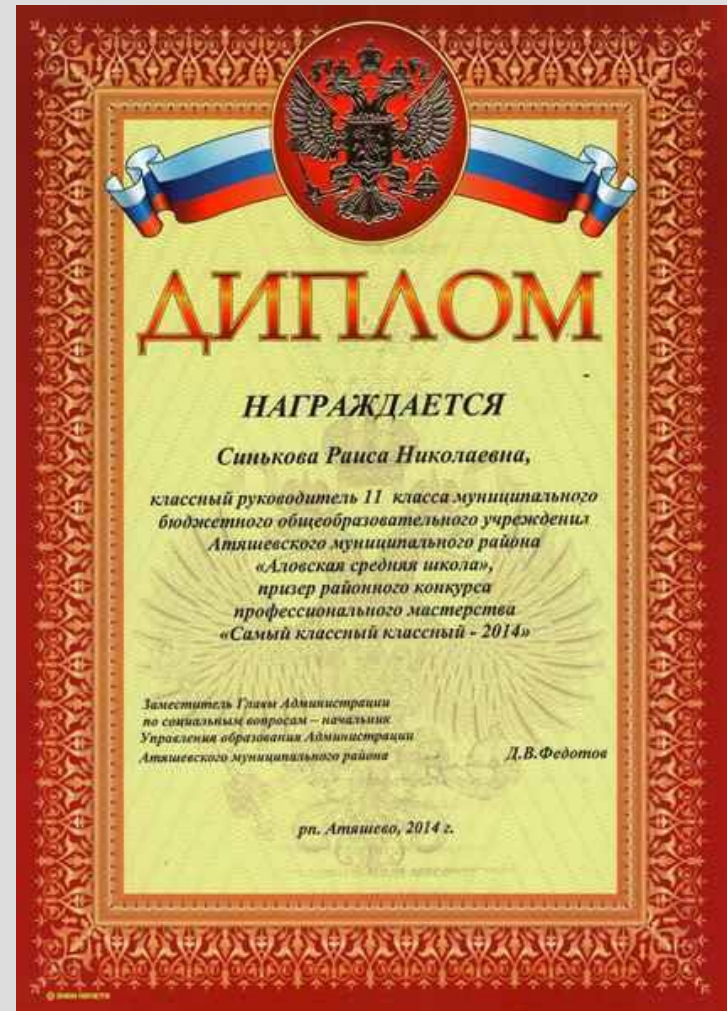 ДИПЛОМ
НАГРАЖДАЕТСЯ
Синькова Раиса Николаевна,
классный руководитель 11 класса муниципального
бюджетного общеобразовательного учреждения
Атяшевского муниципального района
«Аловская средняя школа»,
призер районного конкурса
профессионального мастерства
«Самый классный классный - 2014»
Заместитель Главы Администрации
по социальным вопросам – начальник
Управления образования Администрации
Атяшевского муниципального района
Д.В.Федотов
рп. Атяшево, 2014 г.